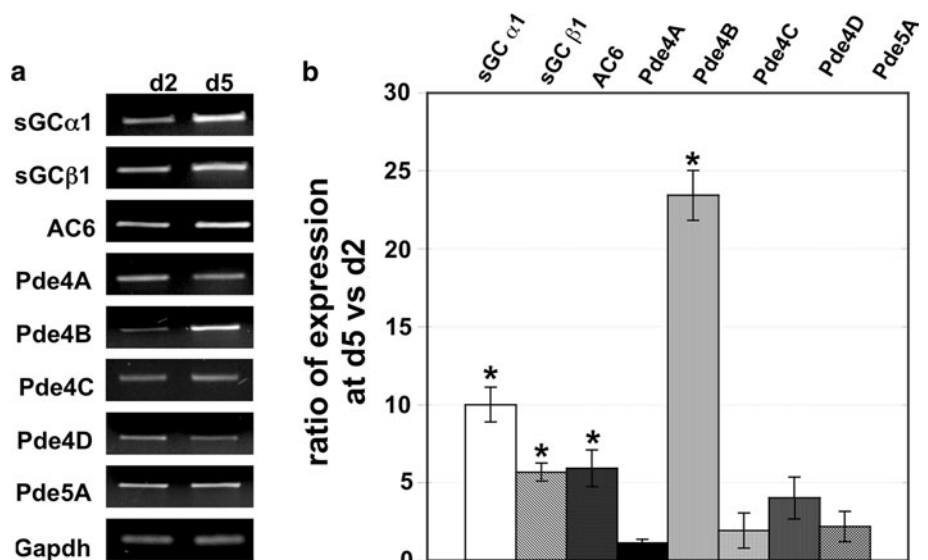 a
d2 d5
sGCα1
sGCβ1
AC6
Pde4A
Pde4B
Pde4C
Pde4D
Pde5A
Gapdh
b
sGC α1
sGC β1
AC6
Pde4A
Pde4B
Pde4C
Pde4D
Pde5A
ratio of expression
at d5 vs d2
30
25
20
15
10
5
0
*
*
*
*